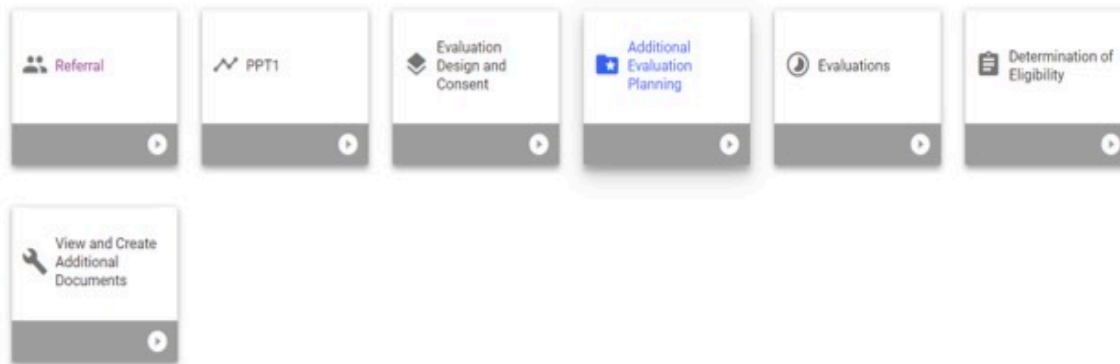 Referral
PPT1
Evaluation
Design and
Consent
Additional
Evaluation
Planning
Evaluations
Determination of
Eligibility
View and Create
Additional
Documents